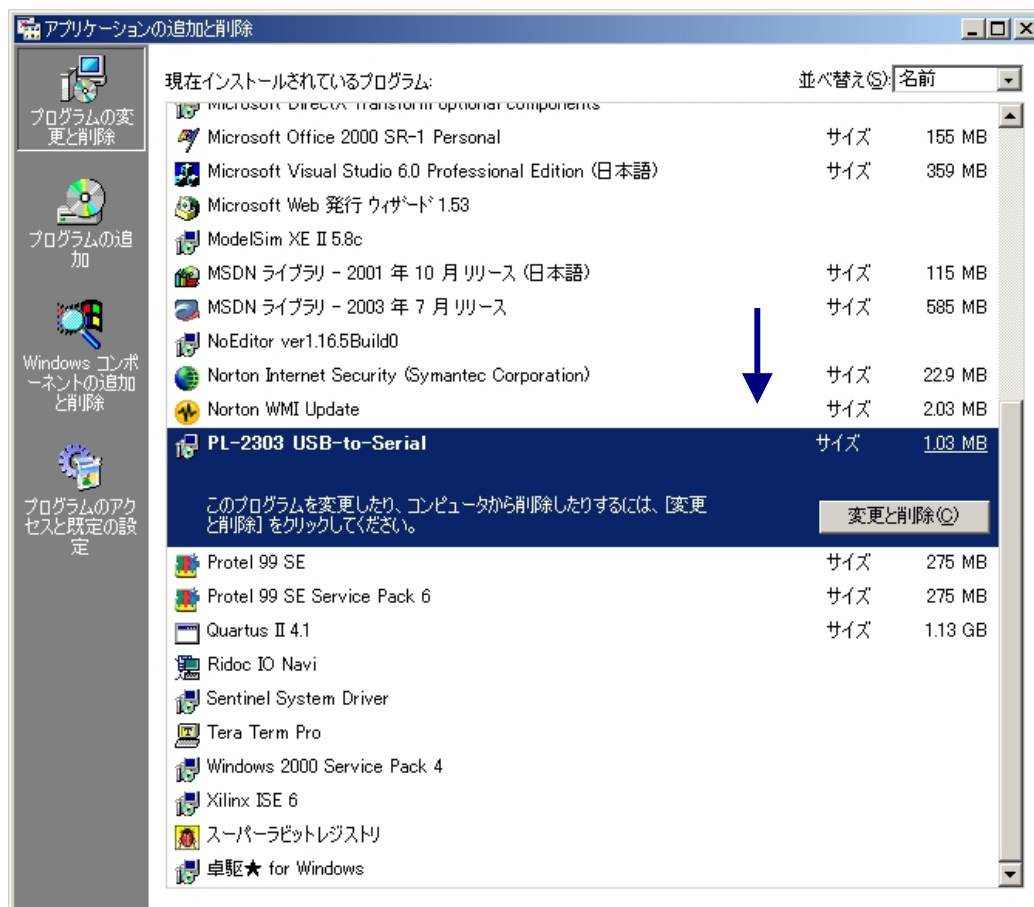 アプリケーションの追加と削除
プログラムの変
更と削除
プログラムの追
加
Windows コンポ
ーネントの追加
と削除
プログラムのアク
セスと既定の設
定
現在インストールされているプログラム:
並べ替え(S):
名前
Microsoft DirectX Transform optional components
Microsoft Office 2000 SR-1 Personal サイズ 155 MB
Microsoft Visual Studio 6.0 Professional Edition (日本語) サイズ 359 MB
Microsoft Web 発行 ウィザード 1.53
ModelSim XE II 5.8c
MSDN ライブラリ - 2001 年 10 月 リリース (日本語) サイズ 115 MB
MSDN ライブラリ - 2003 年 7 月 リリース サイズ 585 MB
NoEditor ver1.16.5Build0
Norton Internet Security (Symantec Corporation) サイズ 22.9 MB
Norton WMI Update サイズ 2.03 MB
PL-2303 USB-to-Serial サイズ 1.03 MB
このプログラムを変更したり、コンピュータから削除したりするには、[変更
と削除] をクリックしてください。
変更と削除(C)
Protel 99 SE サイズ 275 MB
Protel 99 SE Service Pack 6 サイズ 275 MB
Quartus II 4.1 サイズ 1.13 GB
Ridoc IO Navi
Sentinel System Driver
Tera Term Pro
Windows 2000 Service Pack 4
Xilinx ISE 6
スーパーラビットレジストリ
卓駆★ for Windows